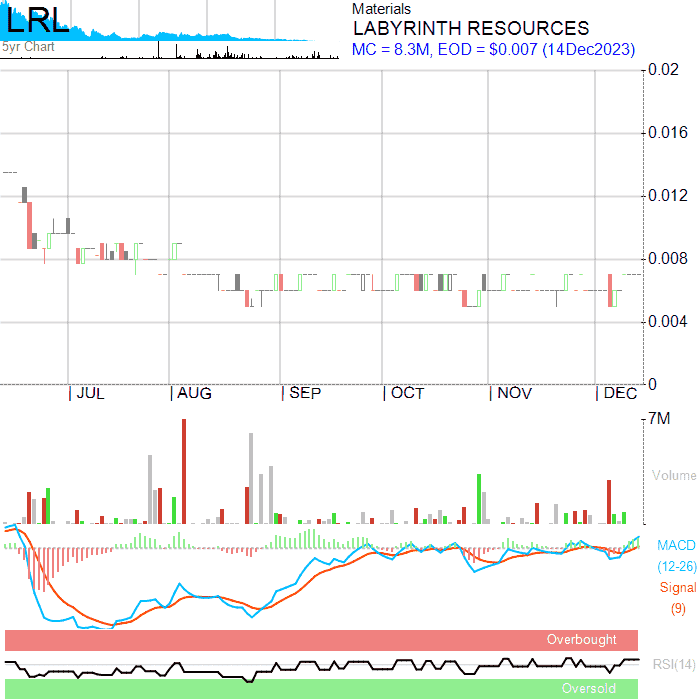 LRL
5yr Chart
Materials
LABYRINTH RESOURCES
MC = 8.3M, EOD = $0.007 (14Dec2023)
0.02
0.016
0.012
0.008
0.004
0
JUL
AUG
SEP
OCT
NOV
DEC
7M
Volume
MACD
(12-26)
Signal
(9)
Overbought
RSI(14)
Oversold